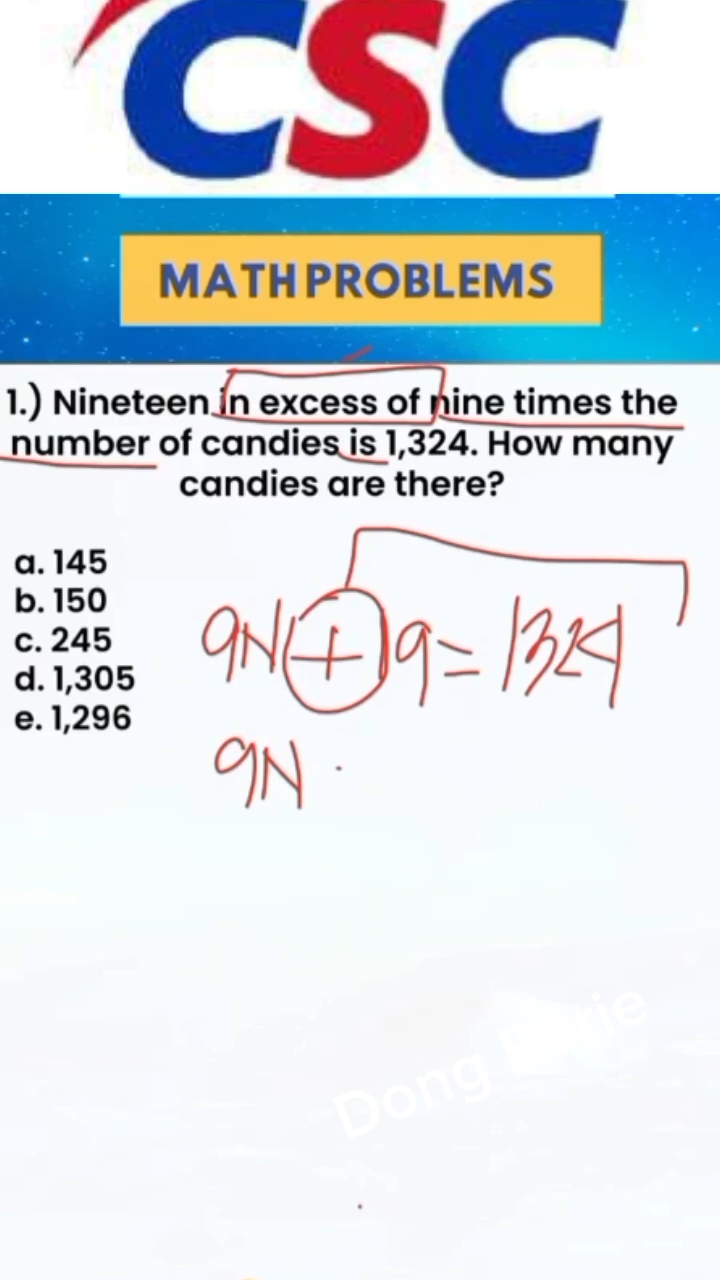 CSC
MATH PROBLEMS
1.) Nineteen in excess of nine times the
number of candies is 1,324. How many
candies are there?
a. 145
b. 150
c. 245
d. 1,305
e. 1,296
9N + 19 = 1324
9N
Dong